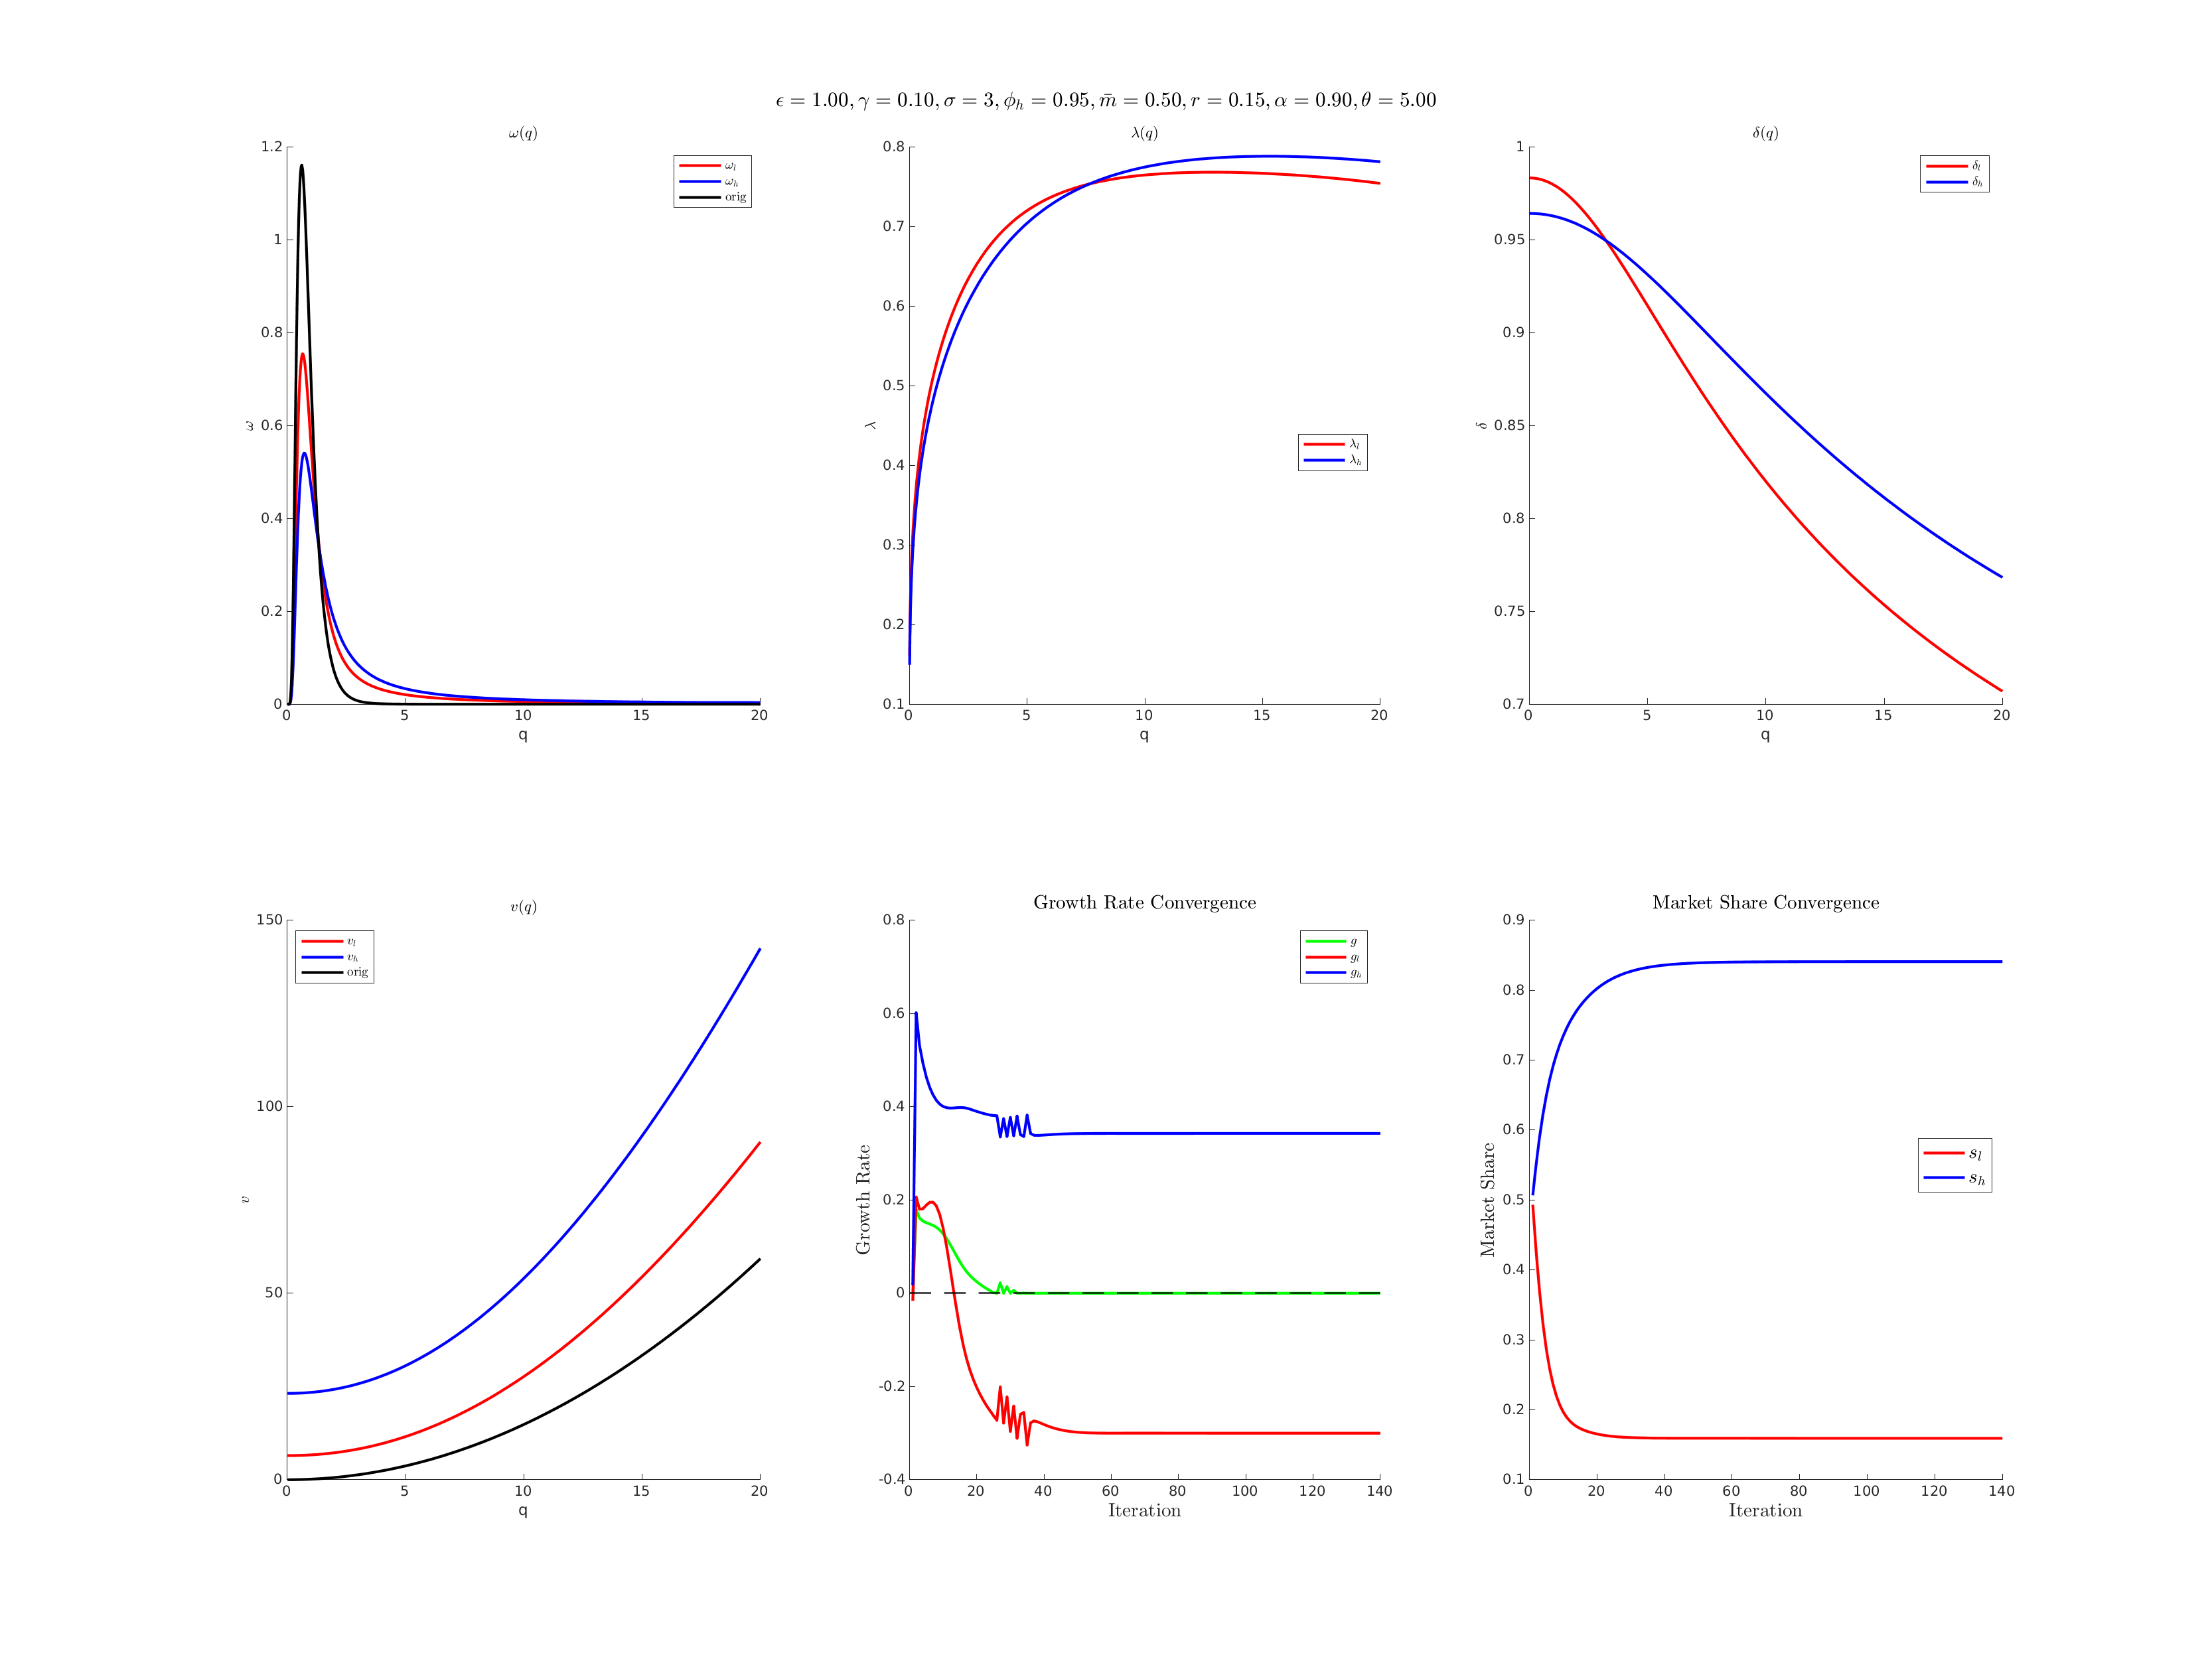 ϵ = 1.00, γ = 0.10, σ = 3, ϕ_h = 0.95, m̄ = 0.50, r = 0.15, α = 0.90, θ = 5.00
ω(q)
1.2
1
0.8
0.6
0.4
0.2
0
ω
0
5
10
15
20
q
ω_l
ω_h
orig
λ(q)
0.8
0.7
0.6
0.5
0.4
0.3
0.2
0.1
λ
0
5
10
15
20
q
λ_l
λ_h
δ(q)
1
0.95
0.9
0.85
0.8
0.75
0.7
δ
0
5
10
15
20
q
δ_l
δ_h
v(q)
150
100
50
0
v
0
5
10
15
20
q
v_l
v_h
orig
Growth Rate Convergence
0.8
0.6
0.4
0.2
0
-0.2
-0.4
Growth Rate
0
20
40
60
80
100
120
140
Iteration
g
g_l
g_h
Market Share Convergence
0.9
0.8
0.7
0.6
0.5
0.4
0.3
0.2
0.1
Market Share
0
20
40
60
80
100
120
140
Iteration
s_l
s_h